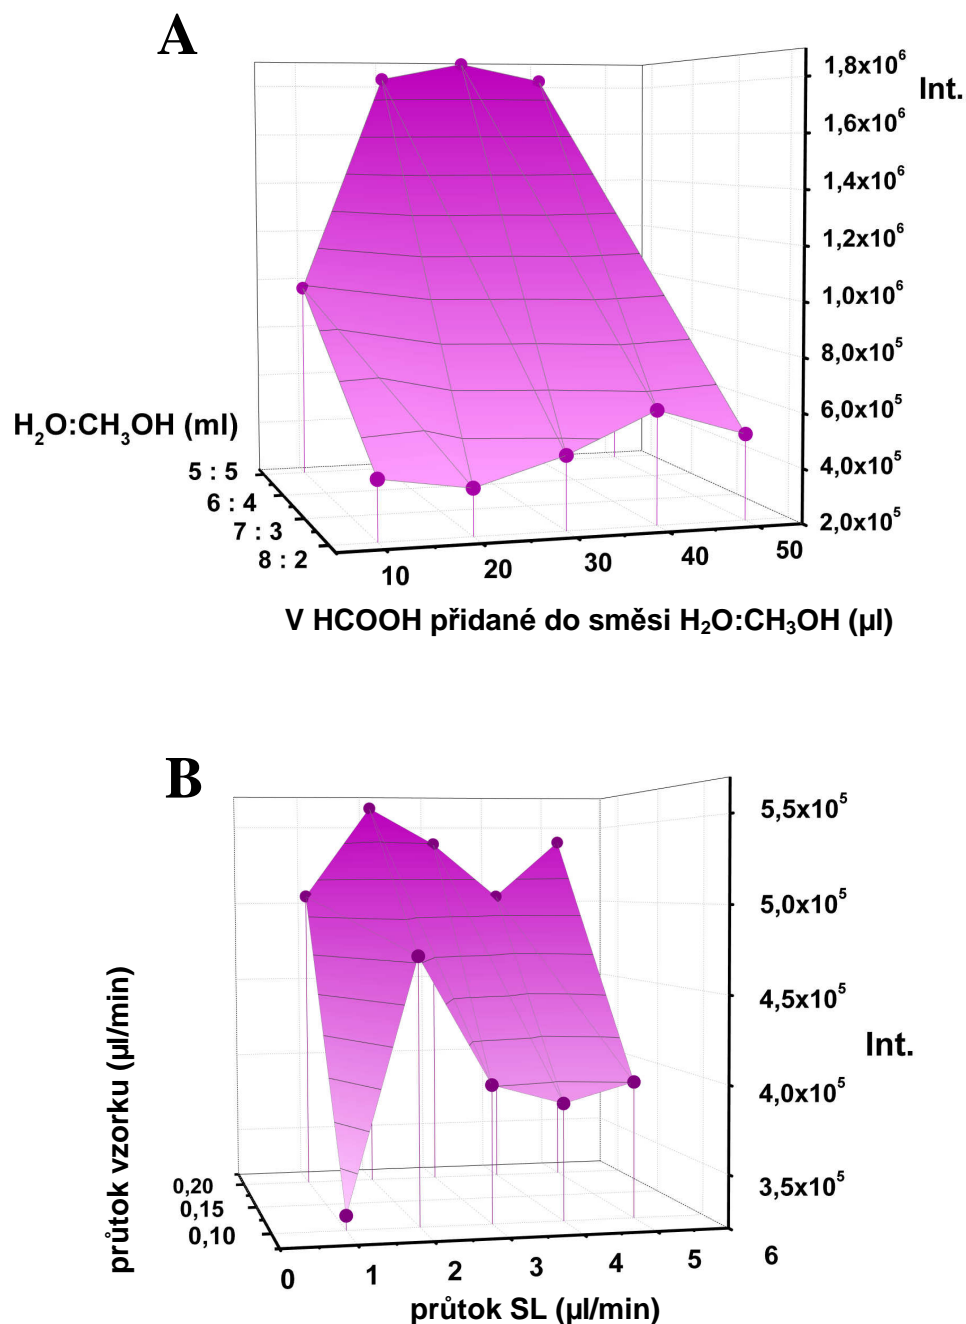 A
1,8x10⁶
Int.
1,6x10⁶
1,4x10⁶
1,2x10⁶
1,0x10⁶
8,0x10⁵
6,0x10⁵
4,0x10⁵
2,0x10⁵
H₂O:CH₃OH (ml)
5 : 5
6 : 4
7 : 3
8 : 2
10 20 30 40 50
V HCOOH přidané do směsi H₂O:CH₃OH (µl)
B
5,5x10⁵
5,0x10⁵
4,5x10⁵
Int.
4,0x10⁵
3,5x10⁵
průtok vzorku (µl/min)
0,20
0,15
0,10
0 1 2 3 4 5 6
průtok SL (µl/min)